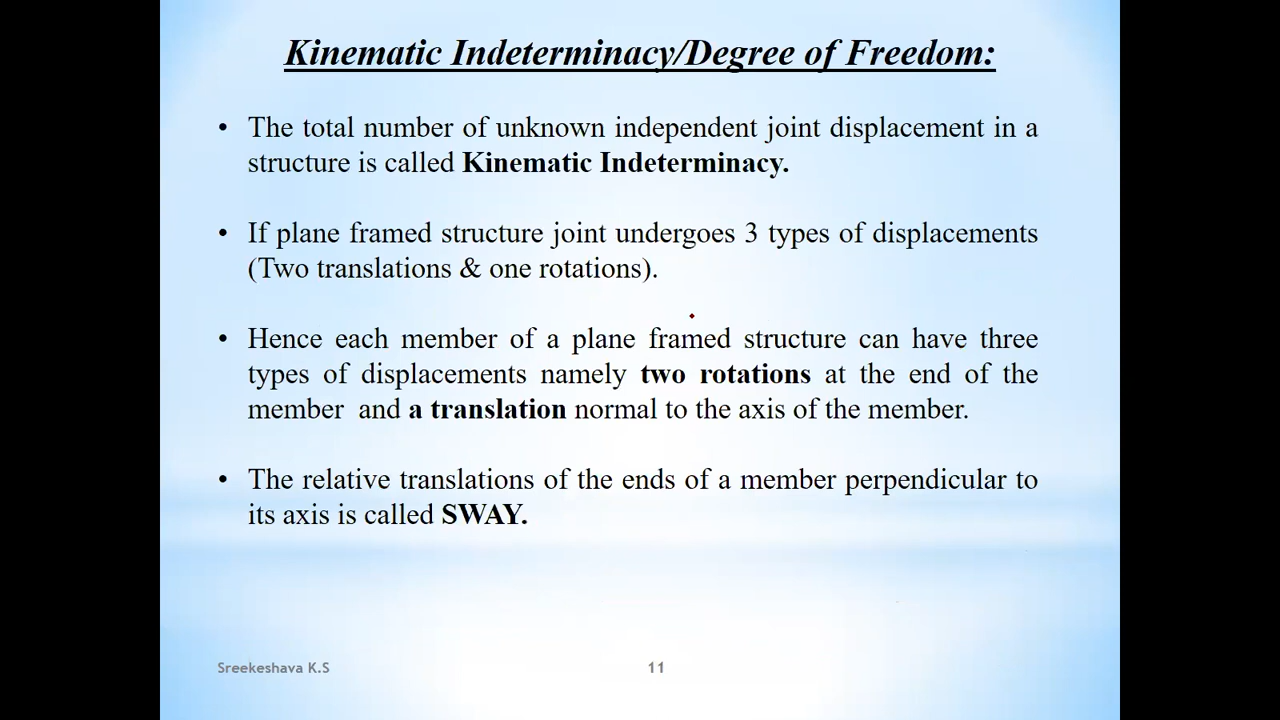 Kinematic Indeterminacy/Degree of Freedom:
• The total number of unknown independent joint displacement in a
structure is called Kinematic Indeterminacy.
• If plane framed structure joint undergoes 3 types of displacements
(Two translations & one rotations).
• Hence each member of a plane framed structure can have three
types of displacements namely two rotations at the end of the
member and a translation normal to the axis of the member.
• The relative translations of the ends of a member perpendicular to
its axis is called SWAY.
Sreekeshava K.S
11